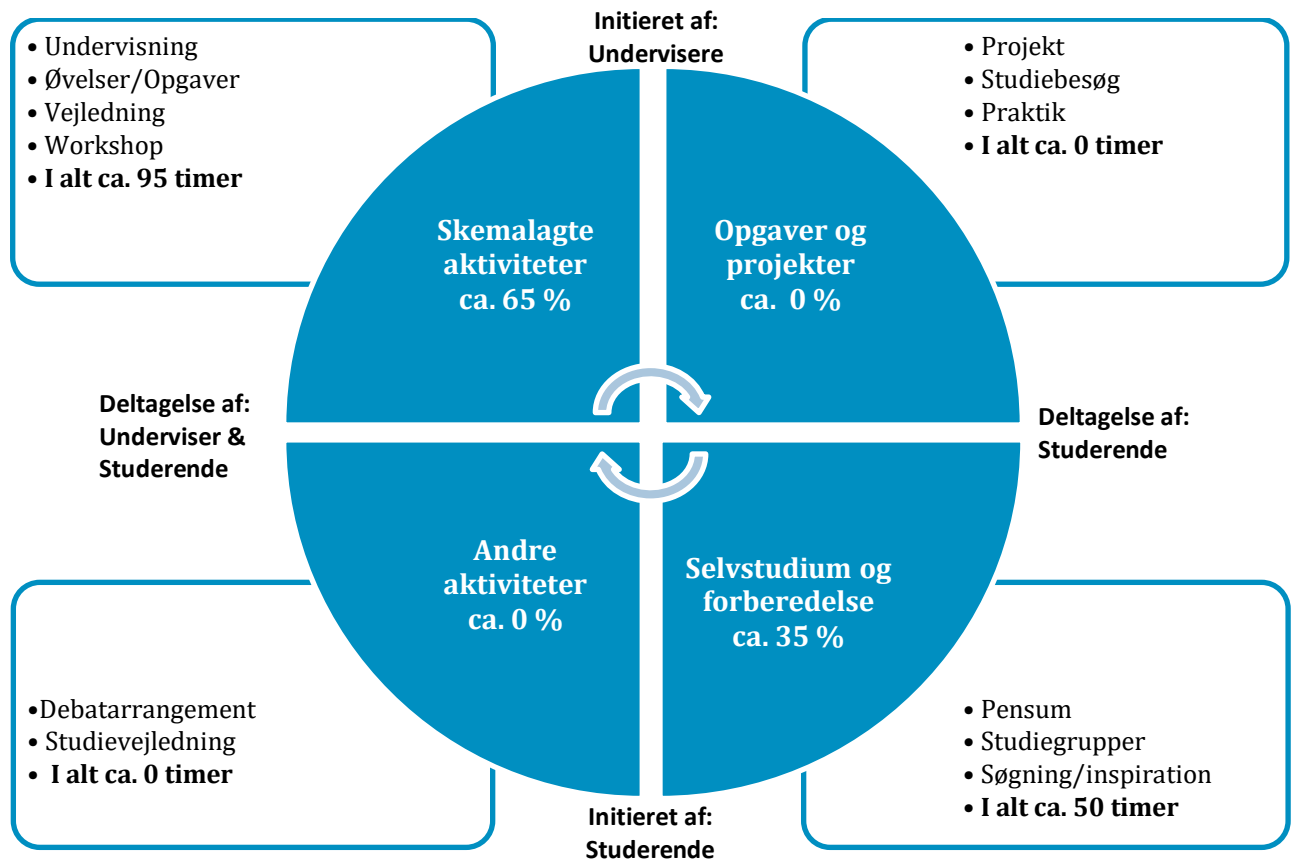 Initieret af:
Undervisere
• Undervisning
• Øvelser/Opgaver
• Vejledning
• Workshop
• I alt ca. 95 timer
• Projekt
• Studiebesøg
• Praktik
• I alt ca. 0 timer
Skemalagte
aktiviteter
ca. 65 %
Opgaver og
projekter
ca. 0 %
Deltagelse af:
Underviser &
Studerende
Deltagelse af:
Studerende
Andre
aktiviteter
ca. 0 %
Selvstudium og
forberedelse
ca. 35 %
•Debatarrangement
• Studievejledning
• I alt ca. 0 timer
• Pensum
• Studiegrupper
• Søgning/inspiration
• I alt ca. 50 timer
Initieret af:
Studerende